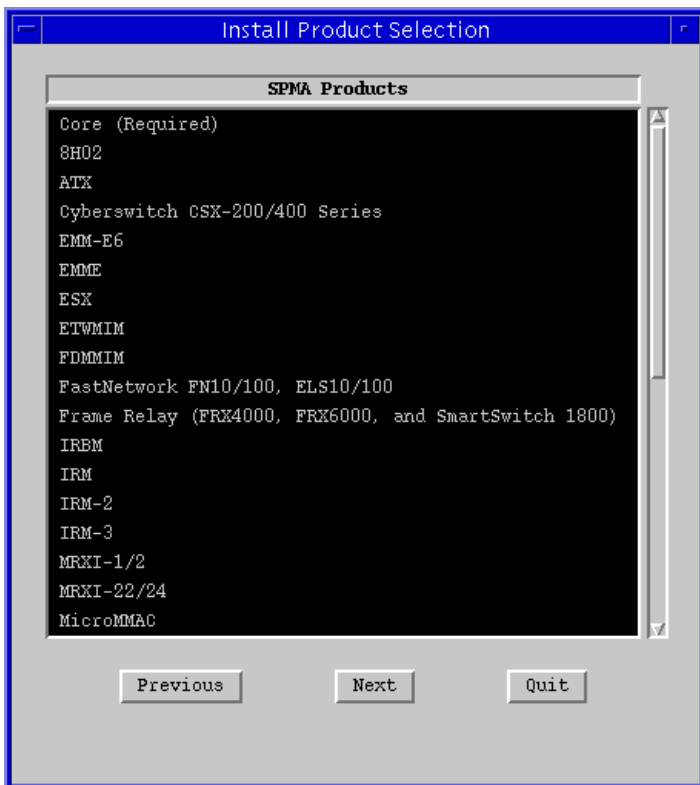 Install Product Selection
SPMA Products
Core (Required)
8H02
ATX
Cyberswitch CSX-200/400 Series
EMM-E6
EMME
ESX
ETWMIM
FDMMIM
FastNetwork FN10/100, ELS10/100
Frame Relay (FRX4000, FRX6000, and SmartSwitch 1800)
IRBM
IRM
IRM-2
IRM-3
MRXI-1/2
MRXI-22/24
MicroMMAC
Previous Next Quit